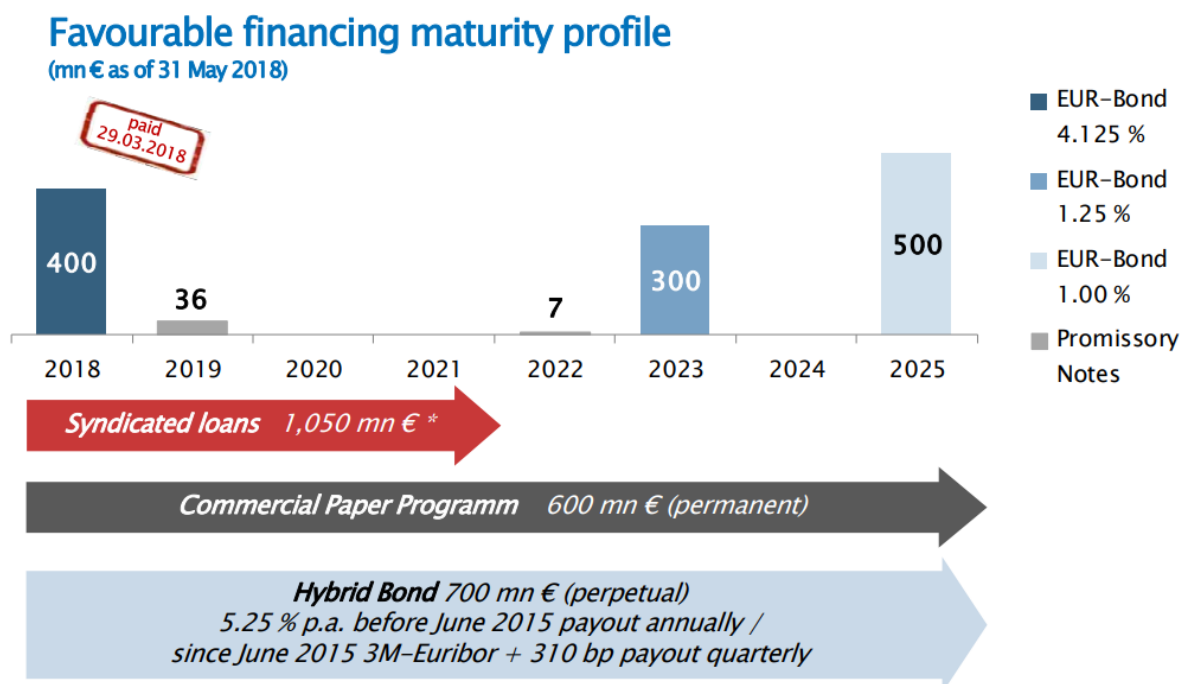 Favourable financing maturity profile
(mn € as of 31 May 2018)
paid
29.03.2018
EUR-Bond
4.125 %
EUR-Bond
1.25 %
EUR-Bond
1.00 %
Promissory
Notes
400
36
7
300
500
2018 2019 2020 2021 2022 2023 2024 2025
Syndicated loans 1,050 mn € *
Commercial Paper Programm 600 mn € (permanent)
Hybrid Bond 700 mn € (perpetual)
5.25 % p.a. before June 2015 payout annually /
since June 2015 3M-Euribor + 310 bp payout quarterly